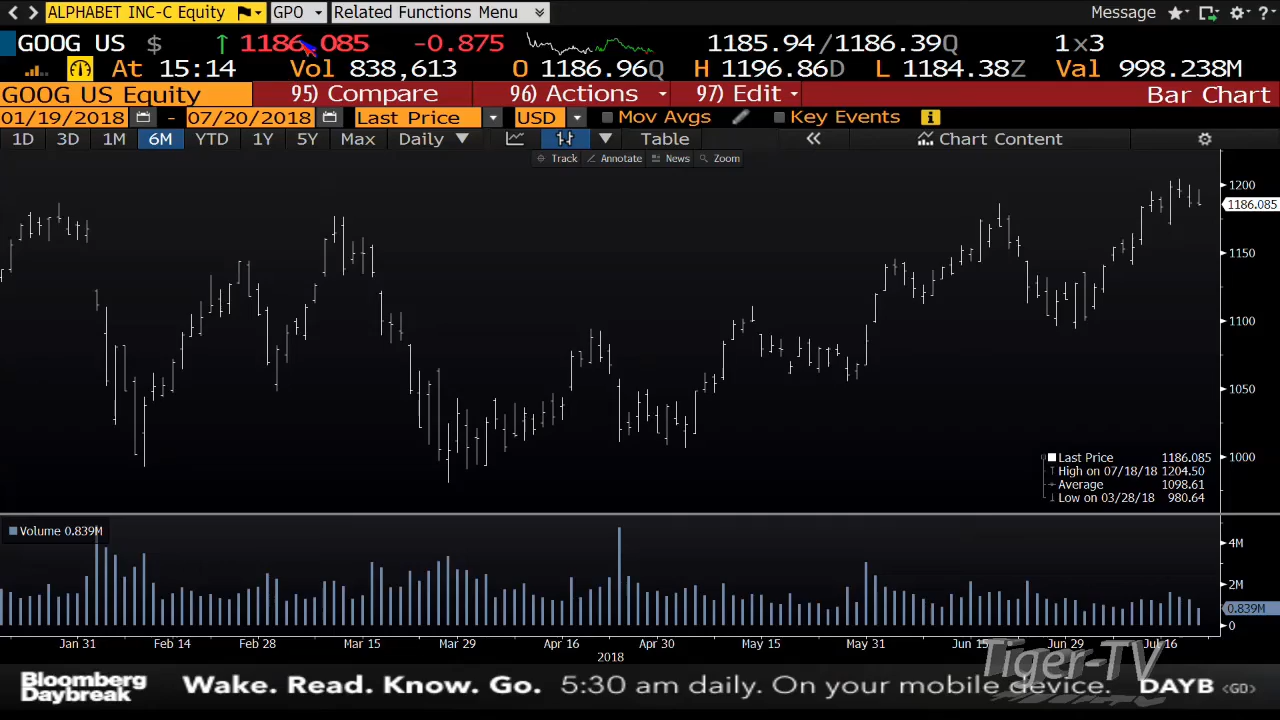 ALPHABET INC-C Equity GPO Related Functions Menu Message ?
GOOG US $ ↑ 1186.085 -0.875 1185.94/1186.39Q 1x3
At 15:14 Vol 838,613 O 1186.96Q H 1196.86D L 1184.38Z Val 998.238M
GOOG US Equity 95) Compare 96) Actions 97) Edit Bar Chart
01/19/2018 - 07/20/2018 Last Price USD Mov Avgs Key Events i
1D 3D 1M 6M YTD 1Y 5Y Max Daily ▼ Table « Chart Content
Track Annotate News Zoom
1200
1186.085
1150
1100
1050
1000
Last Price 1186.085
High on 07/18/18 1204.50
Average 1098.61
Low on 03/28/18 980.64
Volume 0.839M
4M
2M
0.839M
0
Jan 31 Feb 14 Feb 28 Mar 15 Mar 29 Apr 16 Apr 30 May 15 May 31 Jun 15 Jun 29 Jul 16
2018
Tiger-TV
Bloomberg
Daybreak
Wake. Read. Know. Go. 5:30 am daily. On your mobile device. DAYB <GO>